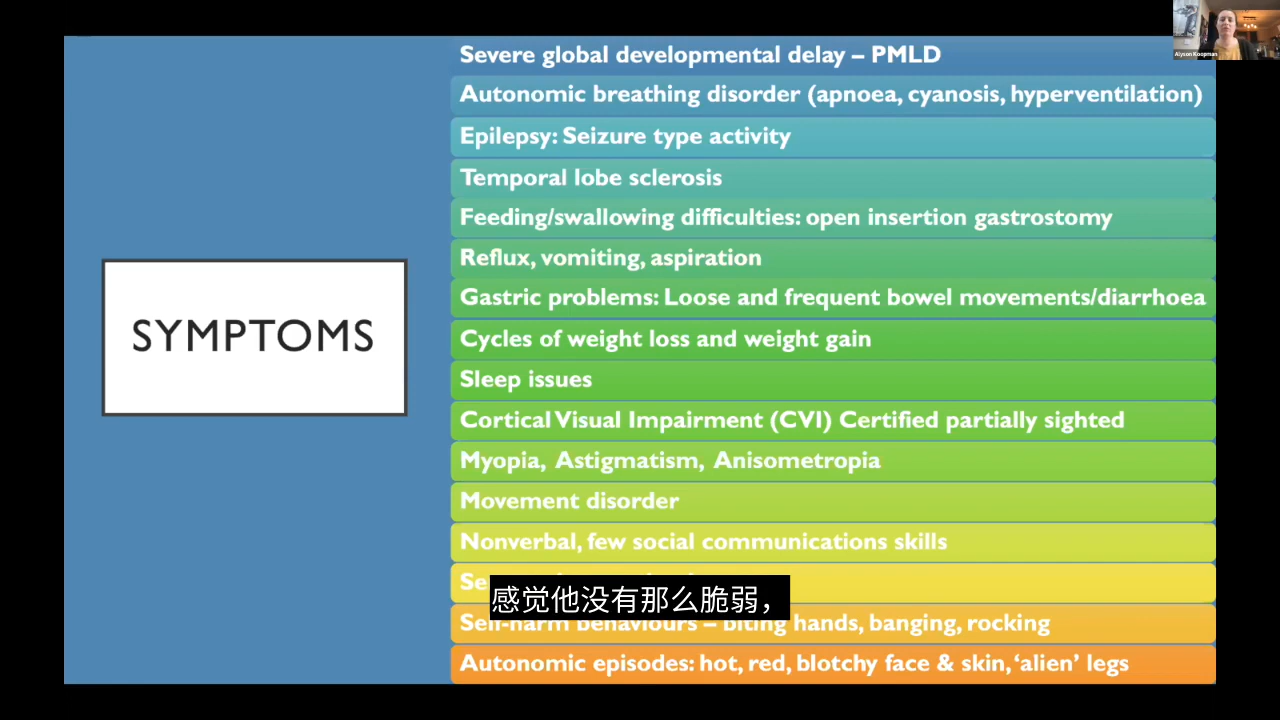 Alyson Koopman
SYMPTOMS
Severe global developmental delay – PMLD
Autonomic breathing disorder (apnoea, cyanosis, hyperventilation)
Epilepsy: Seizure type activity
Temporal lobe sclerosis
Feeding/swallowing difficulties: open insertion gastrostomy
Reflux, vomiting, aspiration
Gastric problems: Loose and frequent bowel movements/diarrhoea
Cycles of weight loss and weight gain
Sleep issues
Cortical Visual Impairment (CVI) Certified partially sighted
Myopia, Astigmatism, Anisometropia
Movement disorder
Nonverbal, few social communications skills
感觉他没有那么脆弱，
Self-harm behaviours – biting hands, banging, rocking
Autonomic episodes: hot, red, blotchy face & skin, ‘alien’ legs